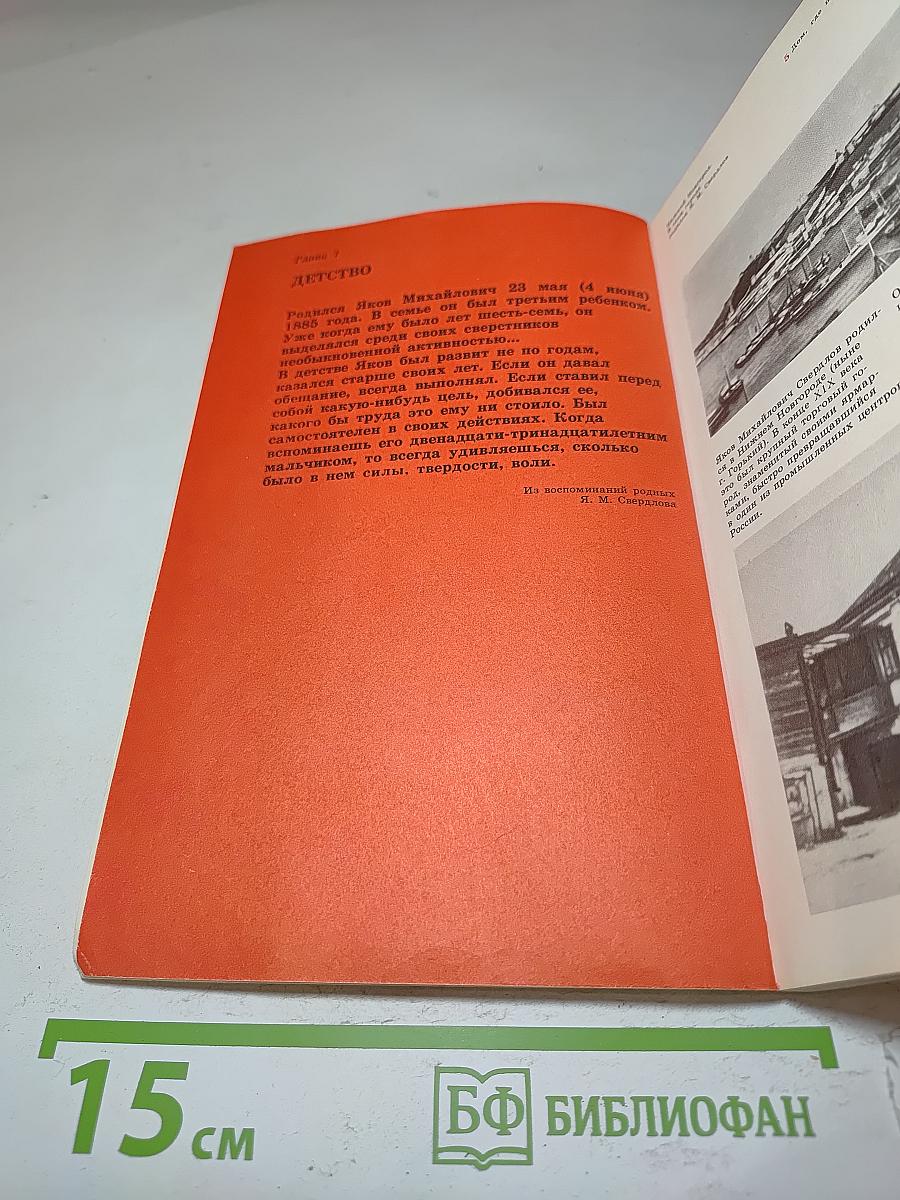 Глава
ДЕТСТВО
Родился Яков Михайлович 23 мая (4 июня)
1885 года. В семье он был третьим ребенком.
Уже когда ему было лет шесть-семь, он
выделялся среди своих сверстников
необыкновенной активностью...
В детстве Яков был развит не по годам,
казался старше своих лет. Если он давал
обещание, всегда выполнял. Если ставил перед
собой какую-нибудь цель, добивался ее,
какого бы труда это ему ни стоило. Был
самостоятелен в своих действиях. Когда
вспоминаешь его двенадцати-тринадцатилетним
мальчиком, то всегда удивляешься, сколько
было в нем силы, твердости, воли.
Из воспоминаний родных
Я. М. Свердлова
5 Дом, где
Нижний Новгород
Я. М. Свердлов
Яков Михайлович Свердлов родил-
ся в Нижнем Новгороде (ныне
г. Горький). В конце XIX века
это был крупный торговый го-
род, знаменитый своими ярмар-
ками, быстро превращавшийся
в один из промышленных центров
России.
15 см
БФ БИБЛИОФАН